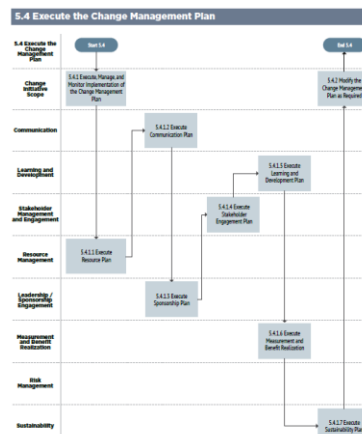 5.4 Execute the Change Management Plan
5.4 Execute the
Change
Management
Plan
Start 5.4
End 5.4
Change
Initiative
Scope
5.4.1 Execute, Manage, and
Monitor Implementation of
the Change Management
Plan
5.4.2 Modify the
Change Management
Plan as Required
Communication
5.4.1.2 Execute
Communication Plan
Learning and
Development
5.4.1.5 Execute
Learning and
Development Plan
Stakeholder
Management
and Engagement
5.4.1.4 Execute
Stakeholder
Engagement Plan
Resource
Management
5.4.1.1 Execute
Resource Plan
Leadership /
Sponsorship
Engagement
5.4.1.3 Execute
Sponsorship Plan
Measurement
and Benefit
Realization
5.4.1.6 Execute
Measurement and
Benefit Realization
Risk
Management
Sustainability
5.4.1.7 Execute
Sustainability Plan